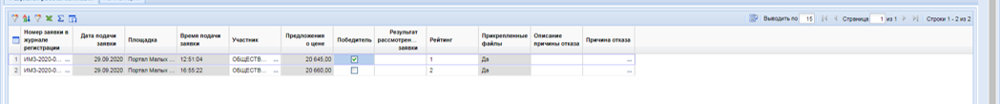 Выводить по 15 Страница 1 из 1 Строки 1 - 2 из 2
Номер заявки в журнале регистрации Дата подачи заявки Площадка Время подачи заявки Участник Предложения о цене Победитель Результат рассмотрен... заявки Рейтинг Прикрепленные файлы Описание причины отказа Причина отказа
1 ИМЗ-2020-0... ... 29.09.2020 Портал Малых ... 12:51:04 ОБЩЕСТВ... ... 20 645,00 1 Да ...
2 ИМЗ-2020-0... ... 29.09.2020 Портал Малых ... 16:55:22 ОБЩЕСТВ... ... 20 660,00 2 Да ...